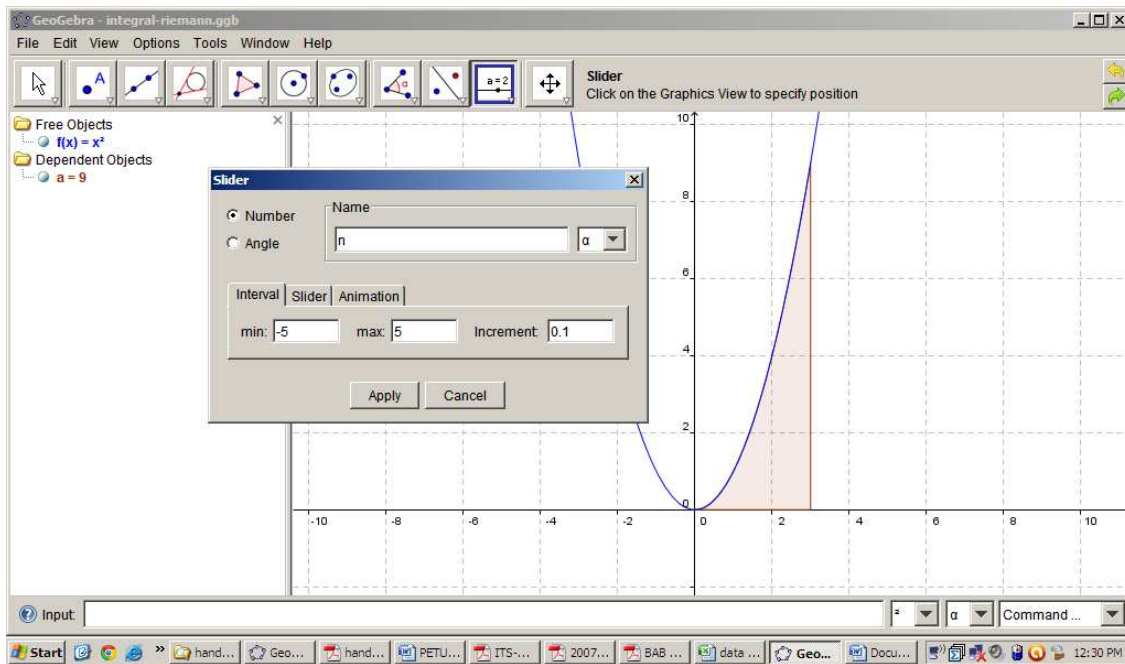 GeoGebra - integral-riemann.ggb
File Edit View Options Tools Window Help
A
α
a=2
Slider
Click on the Graphics View to specify position
Free Objects
f(x) = x²
Dependent Objects
a = 9
Slider
Number
Angle
Name
n
α
Interval Slider Animation
min: -5 max: 5 Increment: 0.1
Apply Cancel
10
8
6
4
2
0
-10 -8 -6 -4 -2 0 2 4 6 8 10
Input:
² α Command ...
Start » hand... Geo... hand... PETU... ITS-... 2007... BAB ... data ... Geo... Docu... 12:30 PM